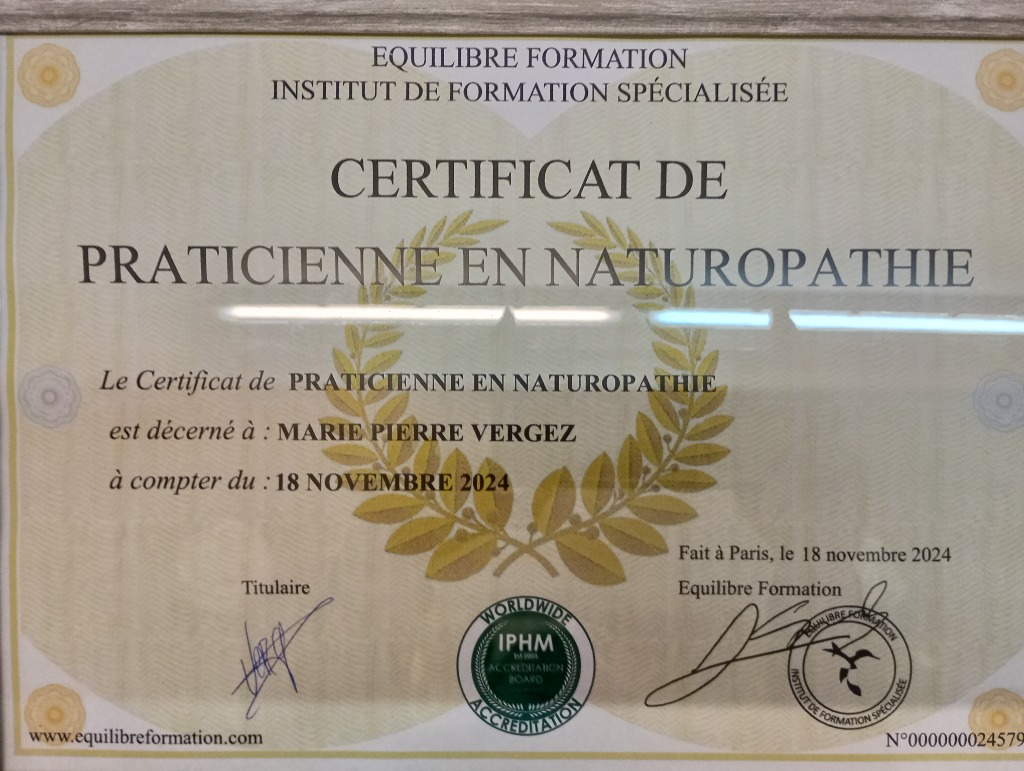 EQUILIBRE FORMATION
INSTITUT DE FORMATION SPÉCIALISÉE
CERTIFICAT DE
PRATICIENNE EN NATUROPATHIE
Le Certificat de PRATICIENNE EN NATUROPATHIE
est décerné à : MARIE PIERRE VERGEZ
à compter du : 18 NOVEMBRE 2024
Fait à Paris, le 18 novembre 2024
Titulaire
Equilibre Formation
WORLDWIDE
IPHM
ACCREDITATION
BOARD
ACCREDITATION
EQUILIBRE FORMATION
INSTITUT DE FORMATION SPÉCIALISÉE
www.equilibreformation.com
N°000000024579